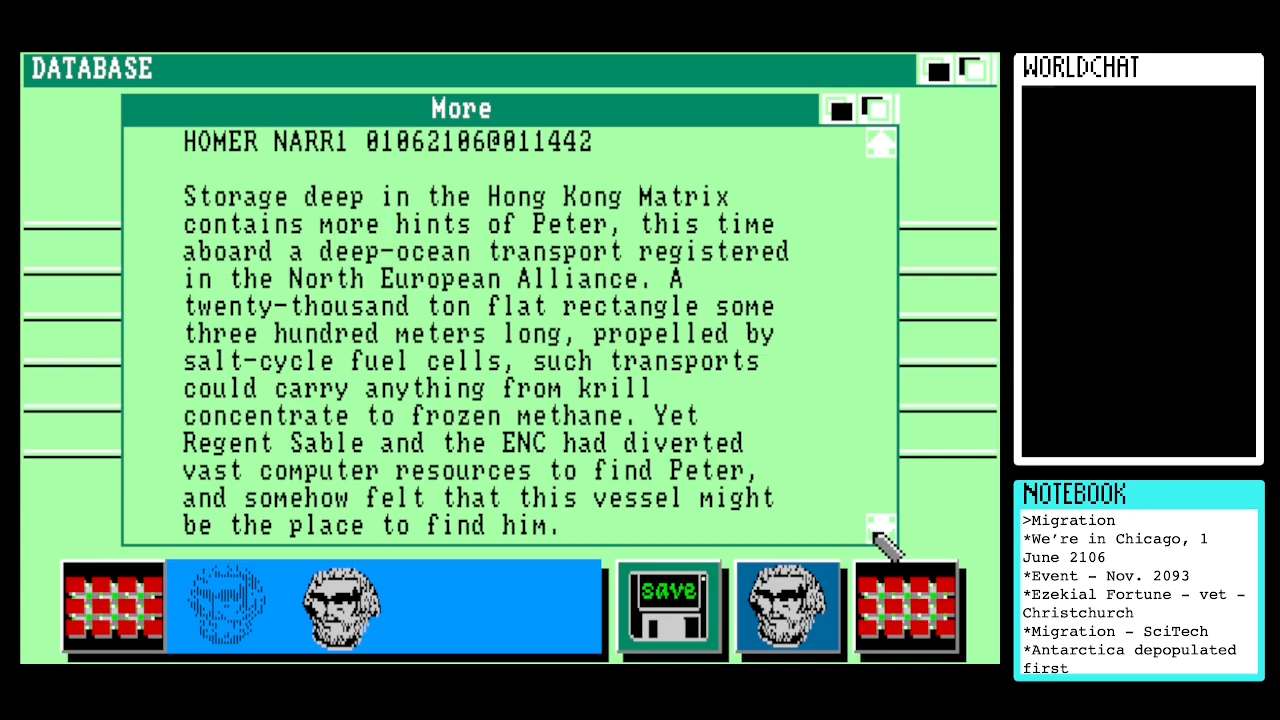 DATABASE
More
HOMER NARR1 01062106@011442
Storage deep in the Hong Kong Matrix
contains more hints of Peter, this time
aboard a deep-ocean transport registered
in the North European Alliance. A
twenty-thousand ton flat rectangle some
three hundred meters long, propelled by
salt-cycle fuel cells, such transports
could carry anything from krill
concentrate to frozen methane. Yet
Regent Sable and the ENC had diverted
vast computer resources to find Peter,
and somehow felt that this vessel might
be the place to find him.
save
WORLDCHAT
NOTEBOOK
>Migration
*We're in Chicago, 1
June 2106
*Event - Nov. 2093
*Ezekial Fortune - vet -
Christchurch
*Migration - SciTech
*Antarctica depopulated
first